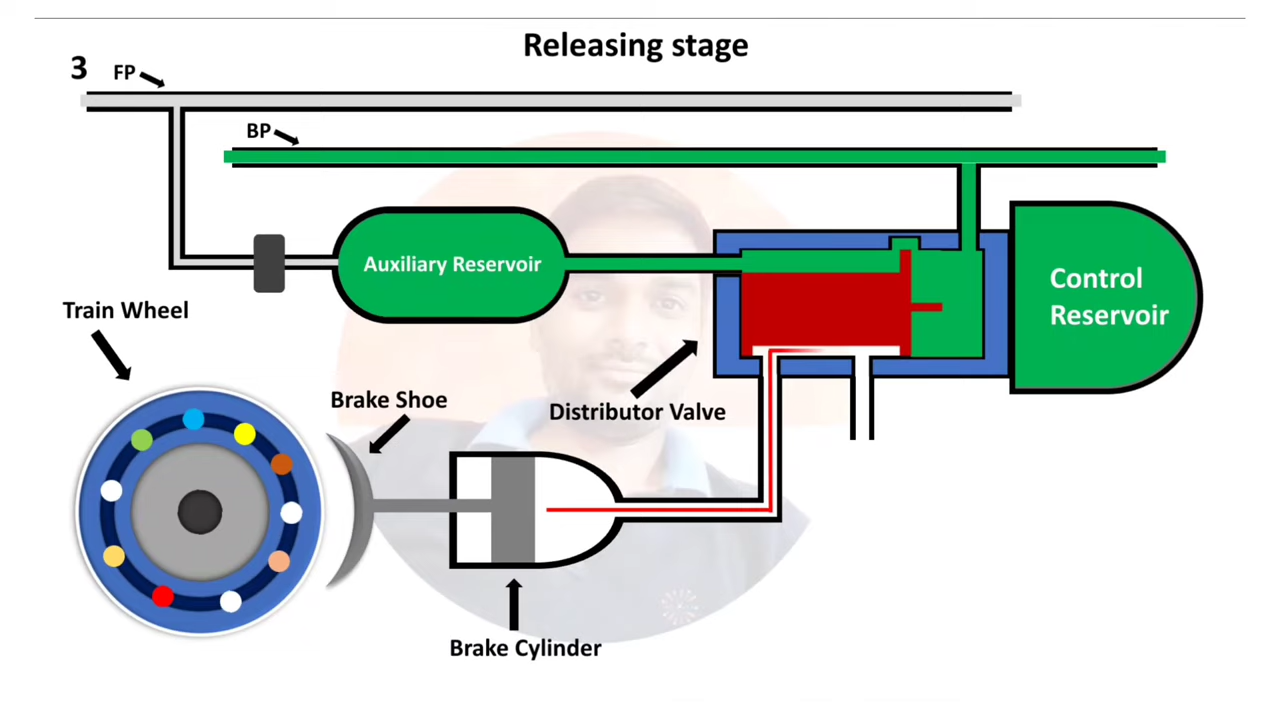 Releasing stage
3
FP
BP
Auxiliary Reservoir
Control
Reservoir
Train Wheel
Brake Shoe
Distributor Valve
Brake Cylinder